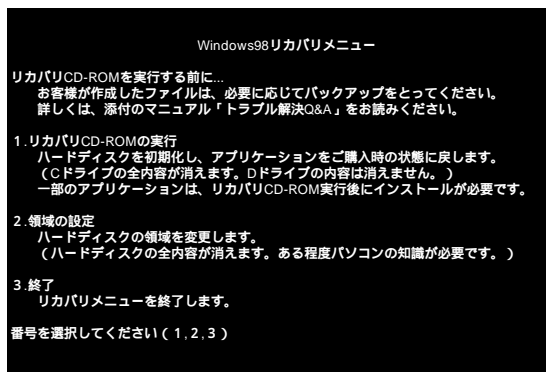 Windows98リカバリメニュー
リカバリCD-ROMを実行する前に...
お客様が作成したファイルは、必要に応じてバックアップをとってください。
詳しくは、添付のマニュアル「トラブル解決Q&A」をお読みください。
1.リカバリCD-ROMの実行
ハードディスクを初期化し、アプリケーションをご購入時の状態に戻します。
(Cドライブの全内容が消えます。Dドライブの内容は消えません。)
一部のアプリケーションは、リカバリCD-ROM実行後にインストールが必要です。
2.領域の設定
ハードディスクの領域を変更します。
(ハードディスクの全内容が消えます。ある程度パソコンの知識が必要です。)
3.終了
リカバリメニューを終了します。
番号を選択してください(1,2,3)